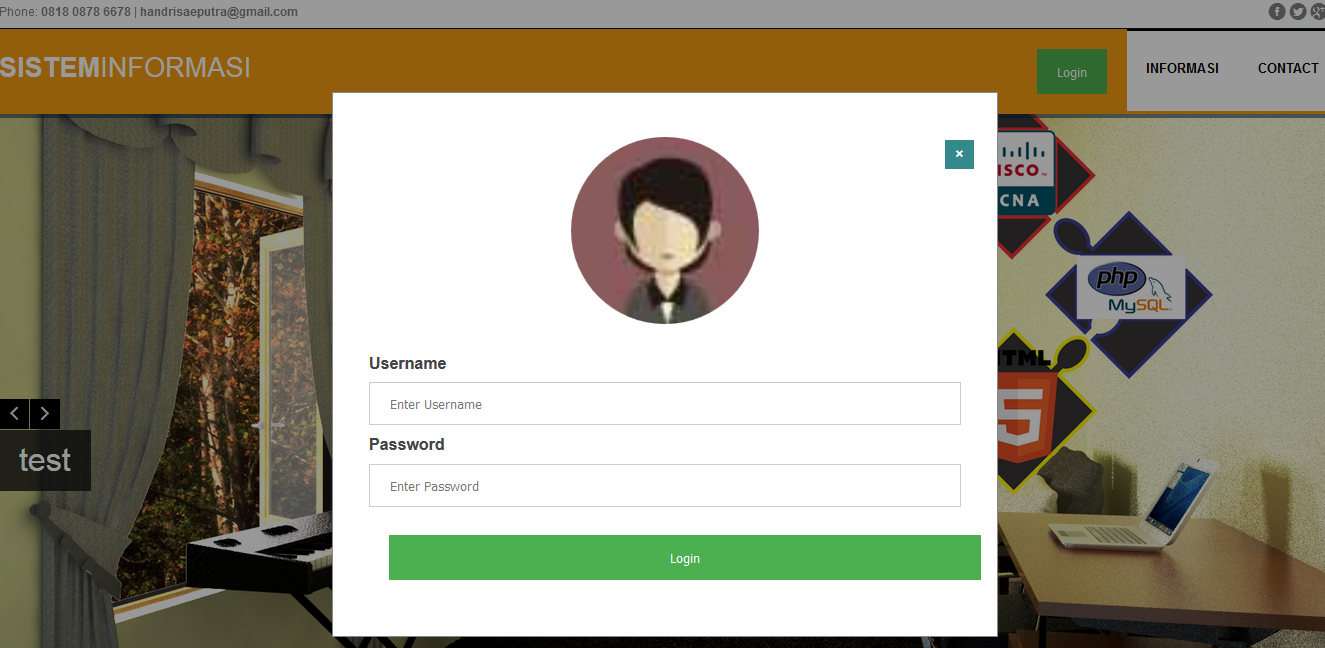 Phone: 0818 0878 6678 | handrisaeputra@gmail.com
SISTEMINFORMASI
Login
INFORMASI
CONTACT
×
ISCO
CNA
php
MySQL
HTML
5
Username
Enter Username
Password
Enter Password
test
Login